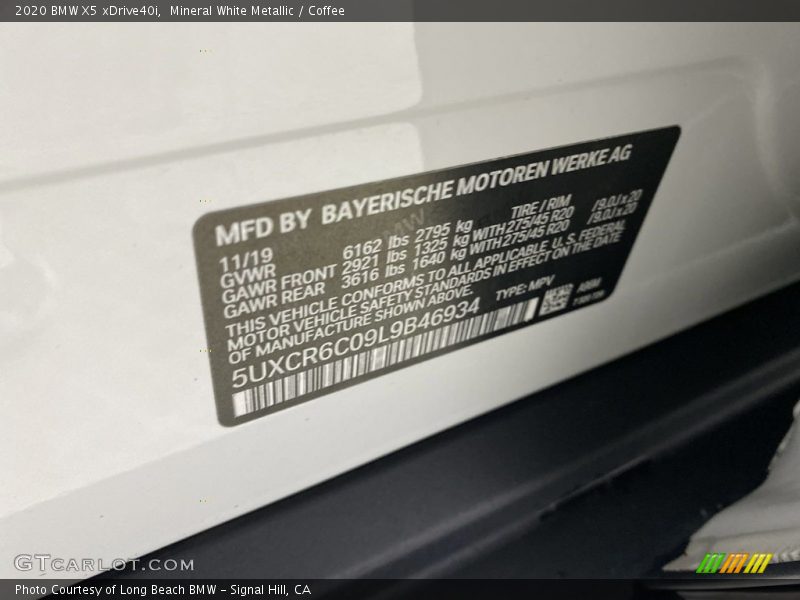 2020 BMW X5 xDrive40i, Mineral White Metallic / Coffee
MFD BY BAYERISCHE MOTOREN WERKE AG
11/19 TIRE / RIM
GVWR 6162 lbs 2795 kg
GAWR FRONT 2921 lbs 1325 kg WITH 275/45 R20 /9.0J x 20
GAWR REAR 3616 lbs 1640 kg WITH 275/45 R20 /9.0J x 20
THIS VEHICLE CONFORMS TO ALL APPLICABLE U.S. FEDERAL
MOTOR VEHICLE SAFETY STANDARDS IN EFFECT ON THE DATE
OF MANUFACTURE SHOWN ABOVE.
5UXCR6C09L9B46934 TYPE: MPV
GTCARLOT.COM
Photo Courtesy of Long Beach BMW - Signal Hill, CA